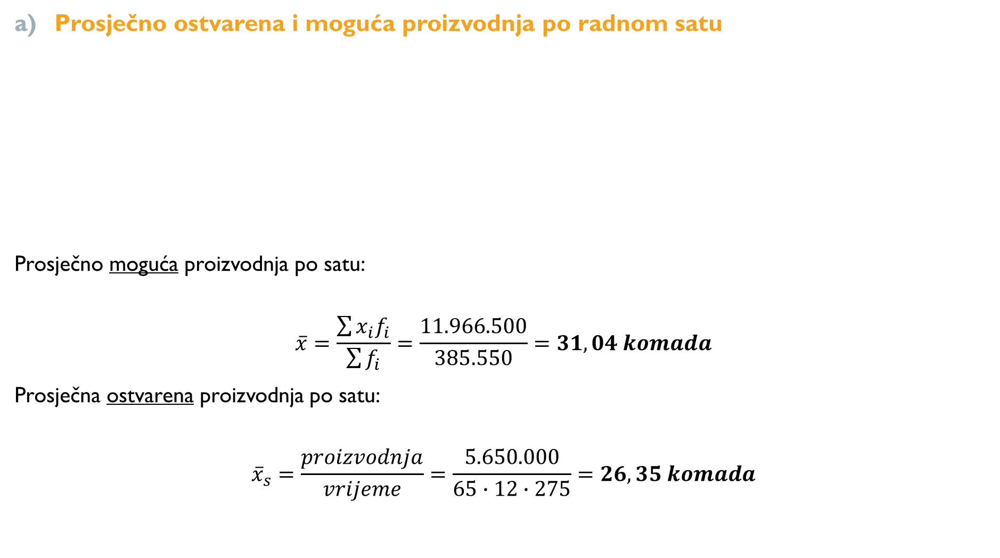 a) Prosječno ostvarena i moguća proizvodnja po radnom satu
Prosječno moguća proizvodnja po satu:
x̄ = ∑ xᵢfᵢ / ∑ fᵢ = 11.966.500 / 385.550 = 31,04 komada
Prosječna ostvarena proizvodnja po satu:
x̄ₛ = proizvodnja / vrijeme = 5.650.000 / 65 · 12 · 275 = 26,35 komada